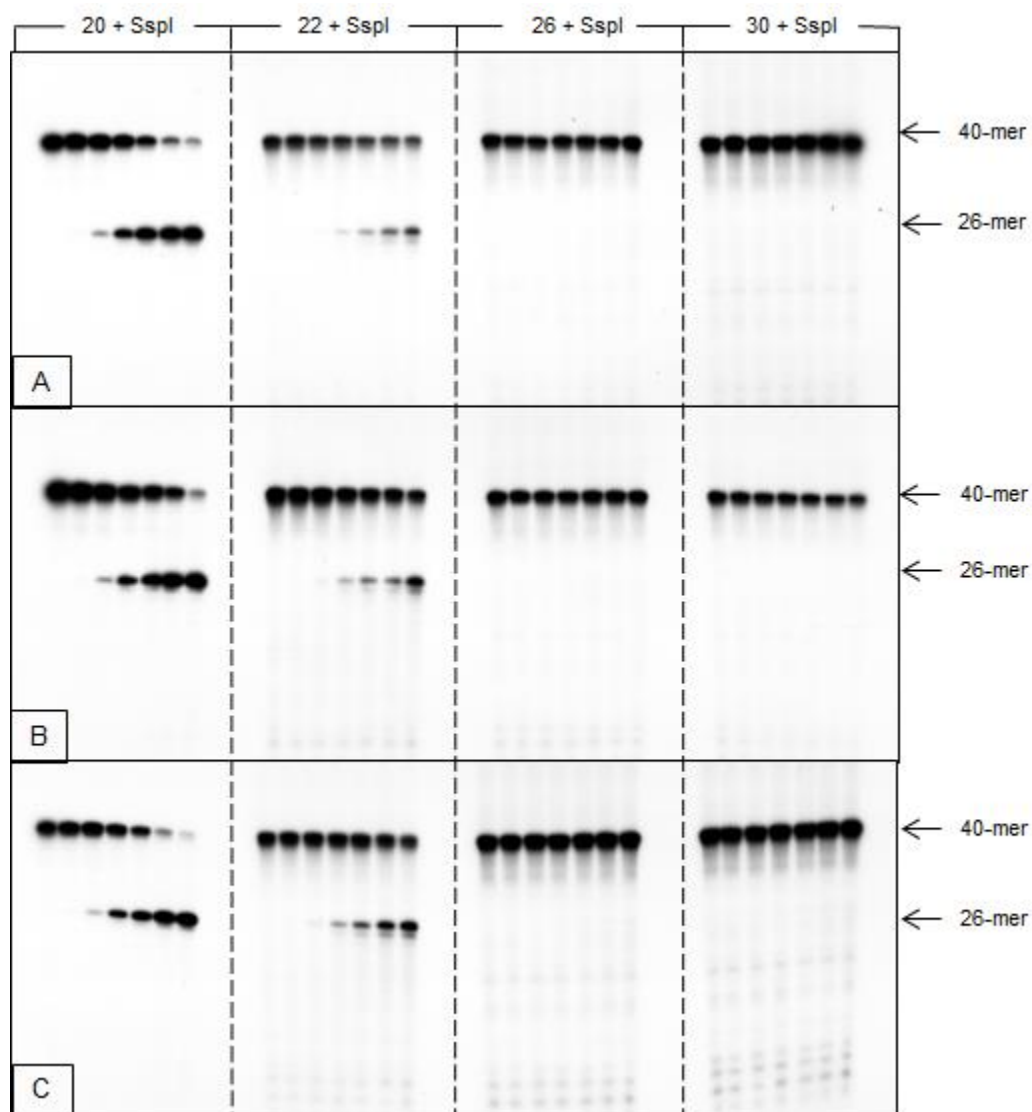 20 + SspI 22 + SspI 26 + SspI 30 + SspI
40-mer
26-mer
A
40-mer
26-mer
B
40-mer
26-mer
C